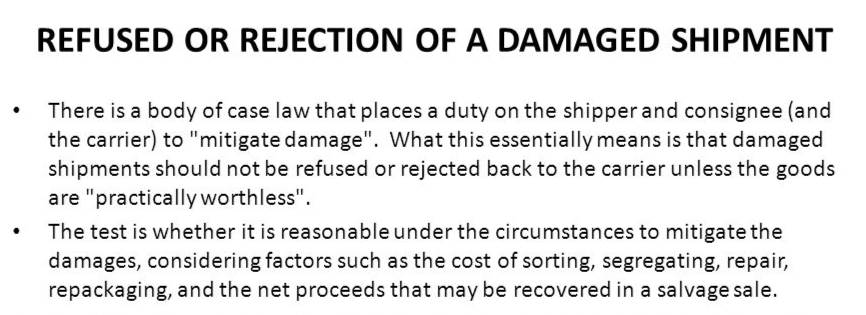 REFUSED OR REJECTION OF A DAMAGED SHIPMENT
• There is a body of case law that places a duty on the shipper and consignee (and
the carrier) to "mitigate damage".  What this essentially means is that damaged
shipments should not be refused or rejected back to the carrier unless the goods
are "practically worthless".
• The test is whether it is reasonable under the circumstances to mitigate the
damages, considering factors such as the cost of sorting, segregating, repair,
repackaging, and the net proceeds that may be recovered in a salvage sale.